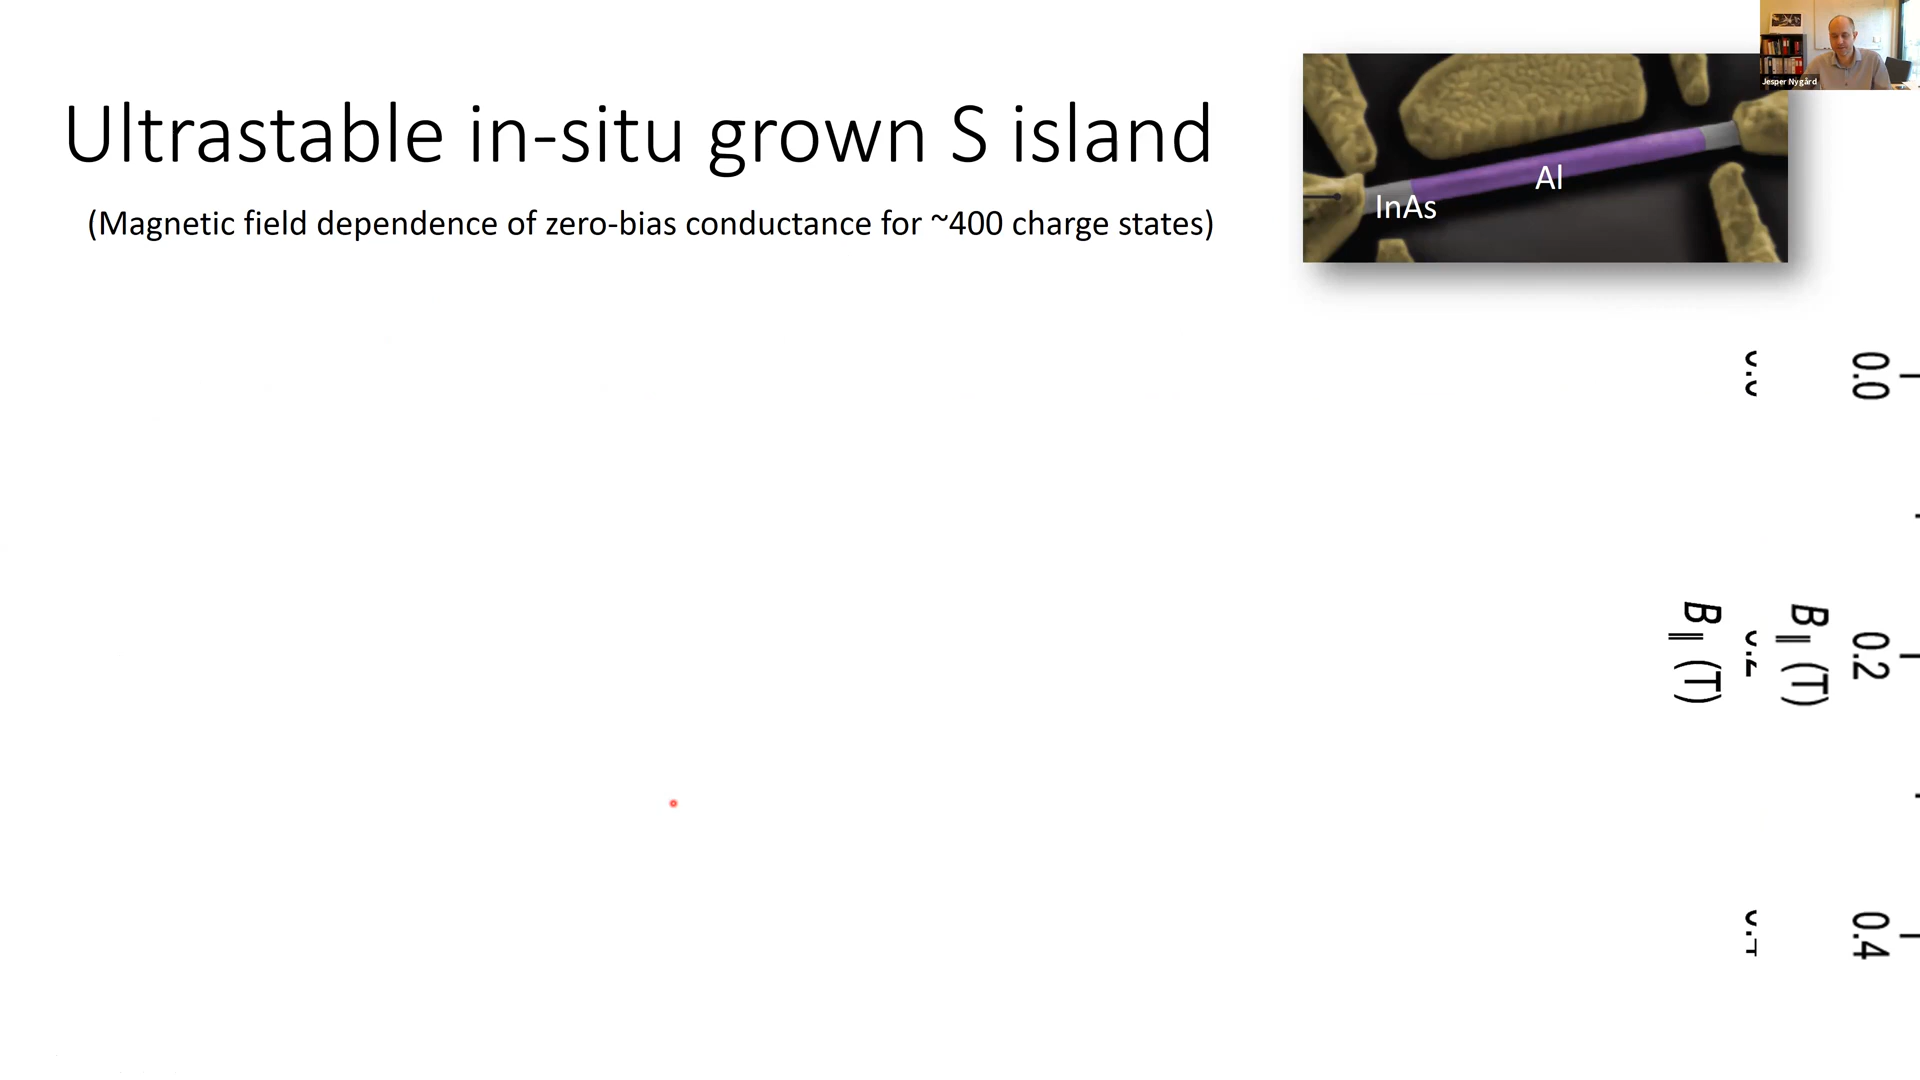 Jesper Nygård
Ultrastable in-situ grown S island
(Magnetic field dependence of zero-bias conductance for ~400 charge states)
Al
InAs
0.0
B∥ (T)
B∥ (T)
0.2
0.4